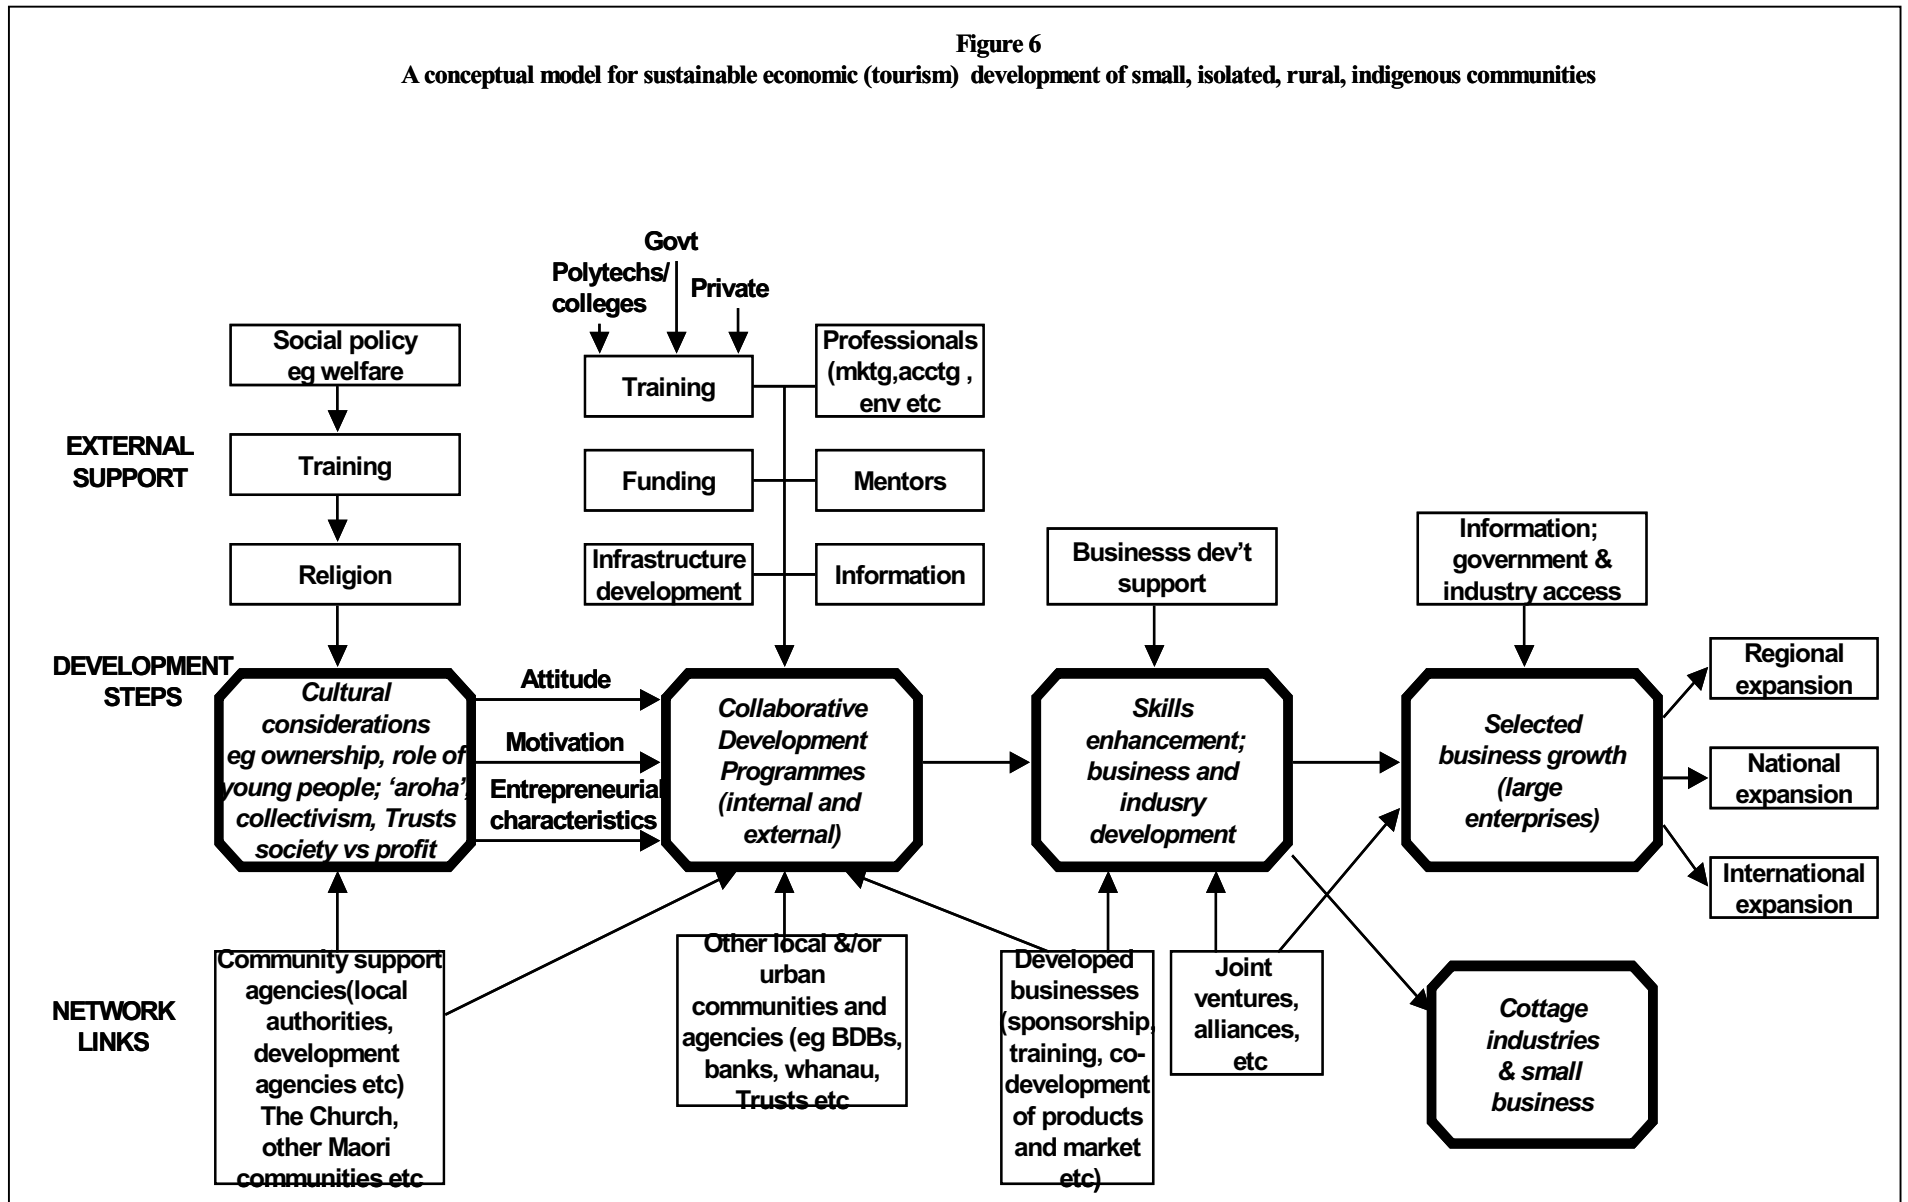 Figure 6
A conceptual model for sustainable economic (tourism) development of small, isolated, rural, indigenous communities
Govt
Polytechs/
colleges
Private
Social policy
eg welfare
Training
Professionals
(mktg,acctg ,
env etc
EXTERNAL
SUPPORT
Training
Funding
Mentors
Religion
Infrastructure
development
Information
Businesss dev't
support
Information;
government &
industry access
DEVELOPMENT
STEPS
Cultural
considerations
eg ownership, role of
young people; 'aroha',
collectivism, Trusts
society vs profit
Attitude
Motivation
Entrepreneurial
characteristics
Collaborative
Development
Programmes
(internal and
external)
Skills
enhancement;
business and
indusry
development
Selected
business growth
(large
enterprises)
Regional
expansion
National
expansion
International
expansion
NETWORK
LINKS
Community support
agencies(local
authorities,
development
agencies etc)
The Church,
other Maori
communities etc
Other local &/or
urban
communities and
agencies (eg BDBs,
banks, whanau,
Trusts etc
Developed
businesses
(sponsorship,
training, co-
development
of products
and market
etc)
Joint
ventures,
alliances,
etc
Cottage
industries
& small
business